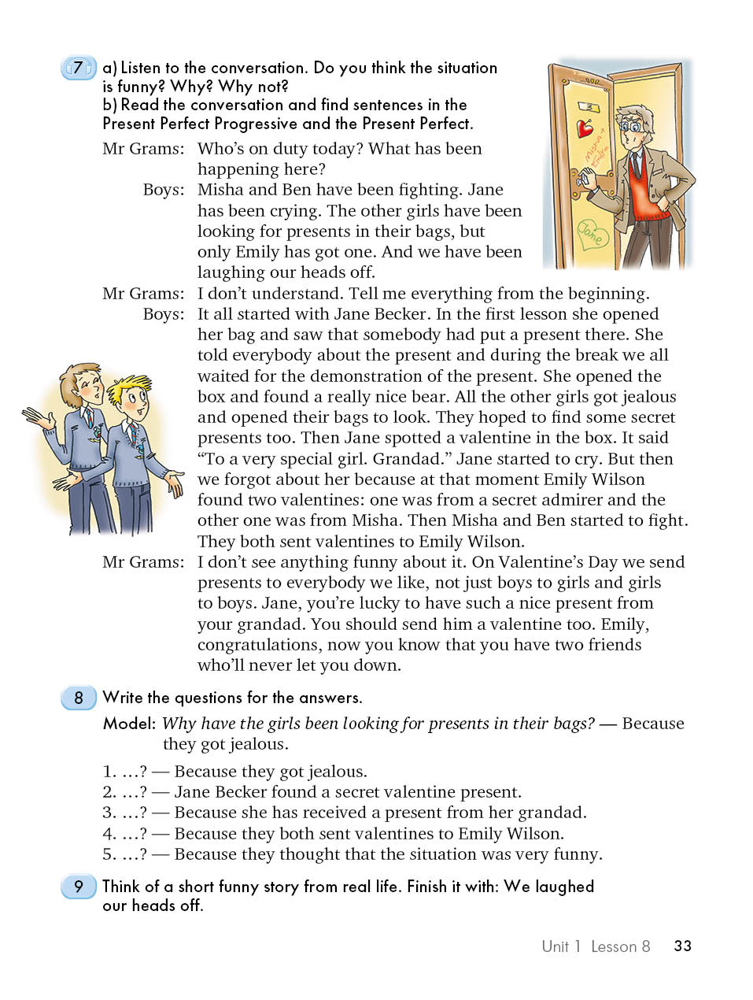 7 a) Listen to the conversation. Do you think the situation
is funny? Why? Why not?
b) Read the conversation and find sentences in the
Present Perfect Progressive and the Present Perfect.
Mr Grams: Who's on duty today? What has been
happening here?
Boys: Misha and Ben have been fighting. Jane
has been crying. The other girls have been
looking for presents in their bags, but
only Emily has got one. And we have been
laughing our heads off.
3
Misha +
Emily =
Jane
Mr Grams: I don't understand. Tell me everything from the beginning.
Boys: It all started with Jane Becker. In the first lesson she opened
her bag and saw that somebody had put a present there. She
told everybody about the present and during the break we all
waited for the demonstration of the present. She opened the
box and found a really nice bear. All the other girls got jealous
and opened their bags to look. They hoped to find some secret
presents too. Then Jane spotted a valentine in the box. It said
“To a very special girl. Grandad.” Jane started to cry. But then
we forgot about her because at that moment Emily Wilson
found two valentines: one was from a secret admirer and the
other one was from Misha. Then Misha and Ben started to fight.
They both sent valentines to Emily Wilson.
Mr Grams: I don't see anything funny about it. On Valentine's Day we send
presents to everybody we like, not just boys to girls and girls
to boys. Jane, you're lucky to have such a nice present from
your grandad. You should send him a valentine too. Emily,
congratulations, now you know that you have two friends
who'll never let you down.
8 Write the questions for the answers.
Model: Why have the girls been looking for presents in their bags? — Because
they got jealous.
1. ...? — Because they got jealous.
2. ...? — Jane Becker found a secret valentine present.
3. ...? — Because she has received a present from her grandad.
4. ...? — Because they both sent valentines to Emily Wilson.
5. ...? — Because they thought that the situation was very funny.
9 Think of a short funny story from real life. Finish it with: We laughed
our heads off.
Unit 1 Lesson 8 33